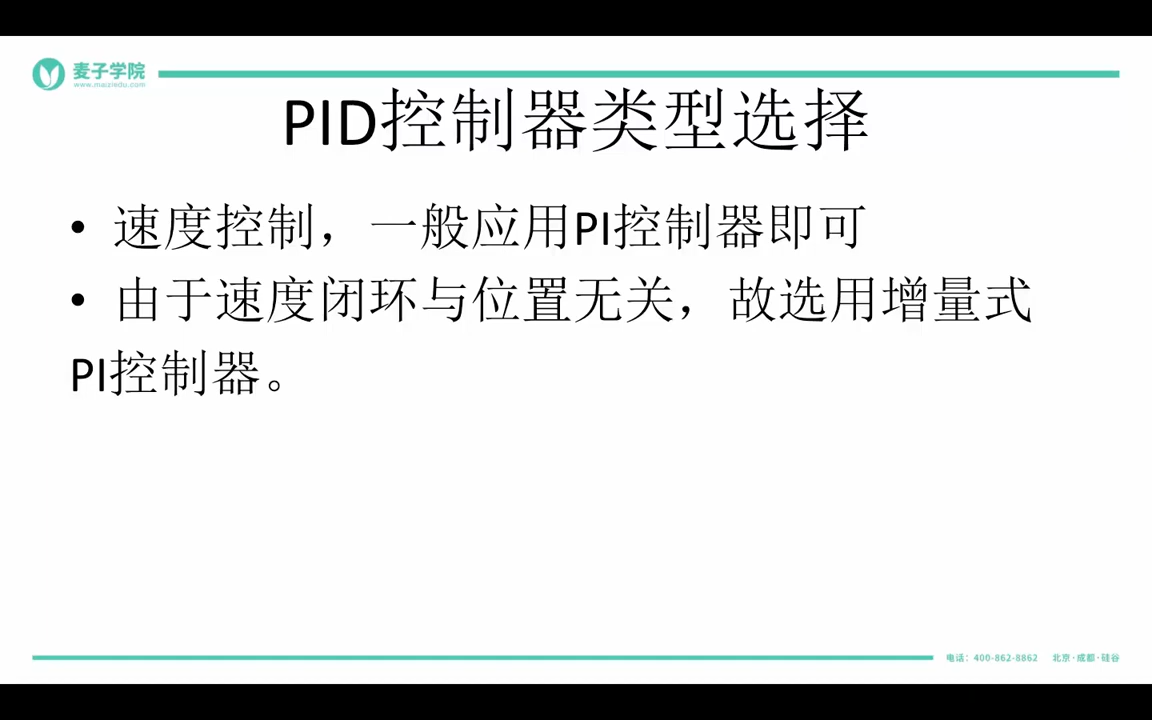 麦子学院
www.maiziedu.com
PID控制器类型选择
• 速度控制，一般应用PI控制器即可
• 由于速度闭环与位置无关，故选用增量式
PI控制器。
电话：400-862-8862 北京·成都·硅谷